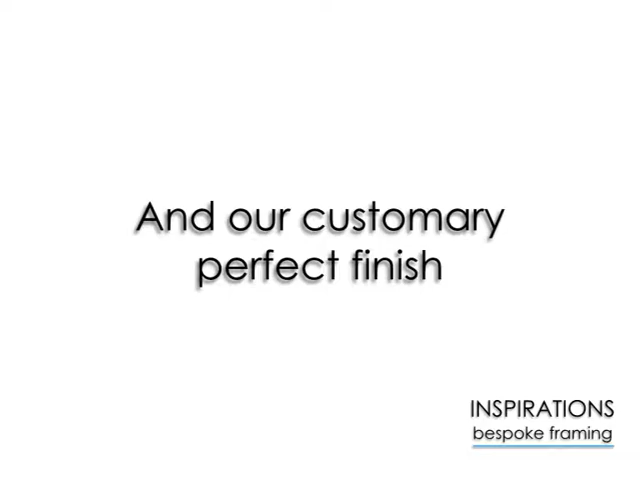 And our customary
perfect finish
INSPIRATIONS
bespoke framing